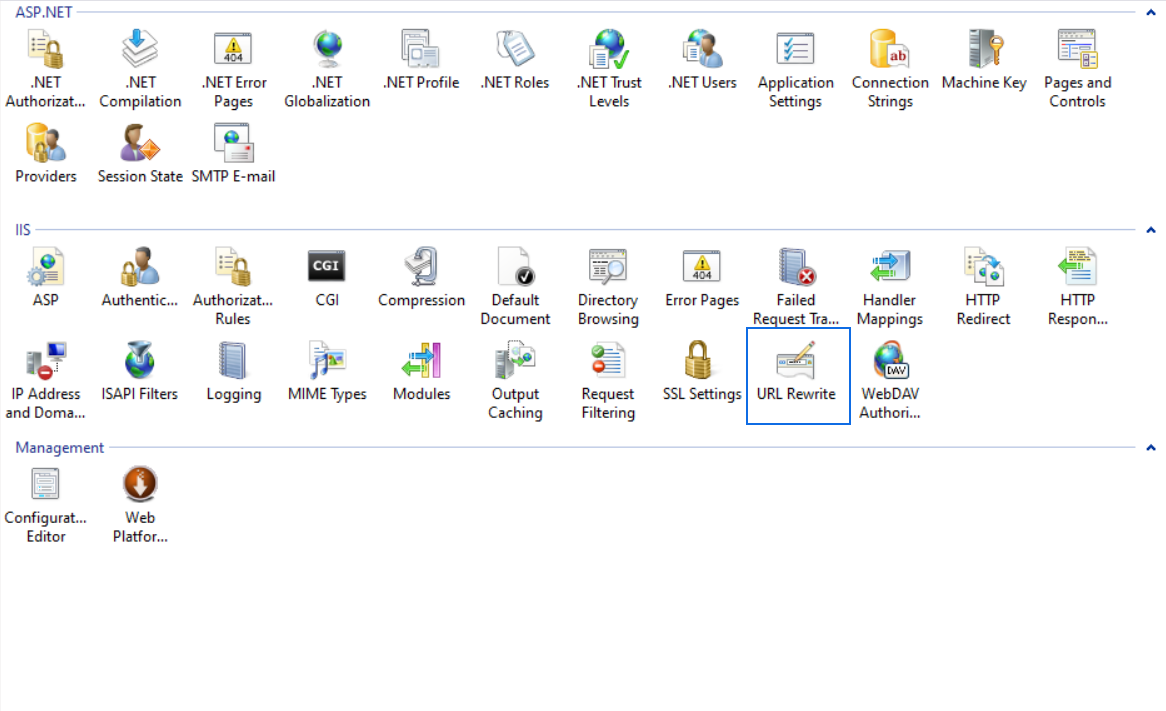 ASP.NET
.NET .NET .NET Error .NET .NET Profile .NET Roles .NET Trust .NET Users Application Connection Machine Key Pages and
Authorizat... Compilation Pages Globalization Levels Settings Strings Controls
Providers Session State SMTP E-mail
IIS
ASP Authentic... Authorizat... CGI Compression Default Directory Error Pages Failed Handler HTTP HTTP
Rules Document Browsing Request Tra... Mappings Redirect Respon...
IP Address ISAPI Filters Logging MIME Types Modules Output Request SSL Settings URL Rewrite WebDAV
and Doma... Caching Filtering Authori...
Management
Configurat... Web
Editor Platfor...
404
ab
CGI
404
DAV